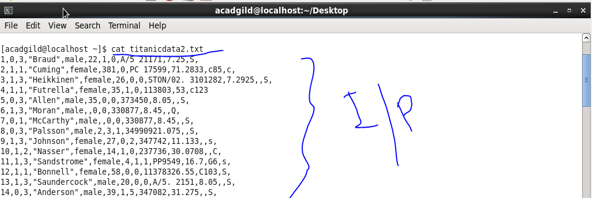 acadgild@localhost:~/Desktop
File Edit View Search Terminal Help
[acadgild@localhost ~]$ cat titanicdata2.txt
1,0,3,"Braud",male,22,1,0,A/5 21171,7.25,S,
2,1,1,"Cuming",female,381,0,PC 17599,71.2833,c85,c,
3,1,3,"Heikkinen",female,26,0,0,STON/02. 3101282,7.2925,,S,
4,1,1,"Futrella",female,35,1,0,113803,53,c123
5,0,3,"Allen",male,35,0,0,373450,8.05,,S,
6,1,3,"Moran",male,,0,0,330877,8.45,,Q,
7,0,1,"McCarthy",male,,0,0,330877,8.45,,S,
8,0,3,"Palsson",male,2,3,1,34990921.075,,S,
9,1,3,"Johnson",female,27,0,2,347742,11.133,,s,
10,1,2,"Nasser",female,14,1,0,237736,30.0708,,C,
11,1,3,"Sandstrome",female,4,1,1,PP9549,16.7,G6,s,
12,1,1,"Bonnell",female,58,0,0,11378326.55,C103,S,
13,1,3,"Saundercock",male,20,0,0,A/5. 2151,8.05,,S,
14,0,3,"Anderson",male,39,1,5,347082,31.275,,S,
I/P